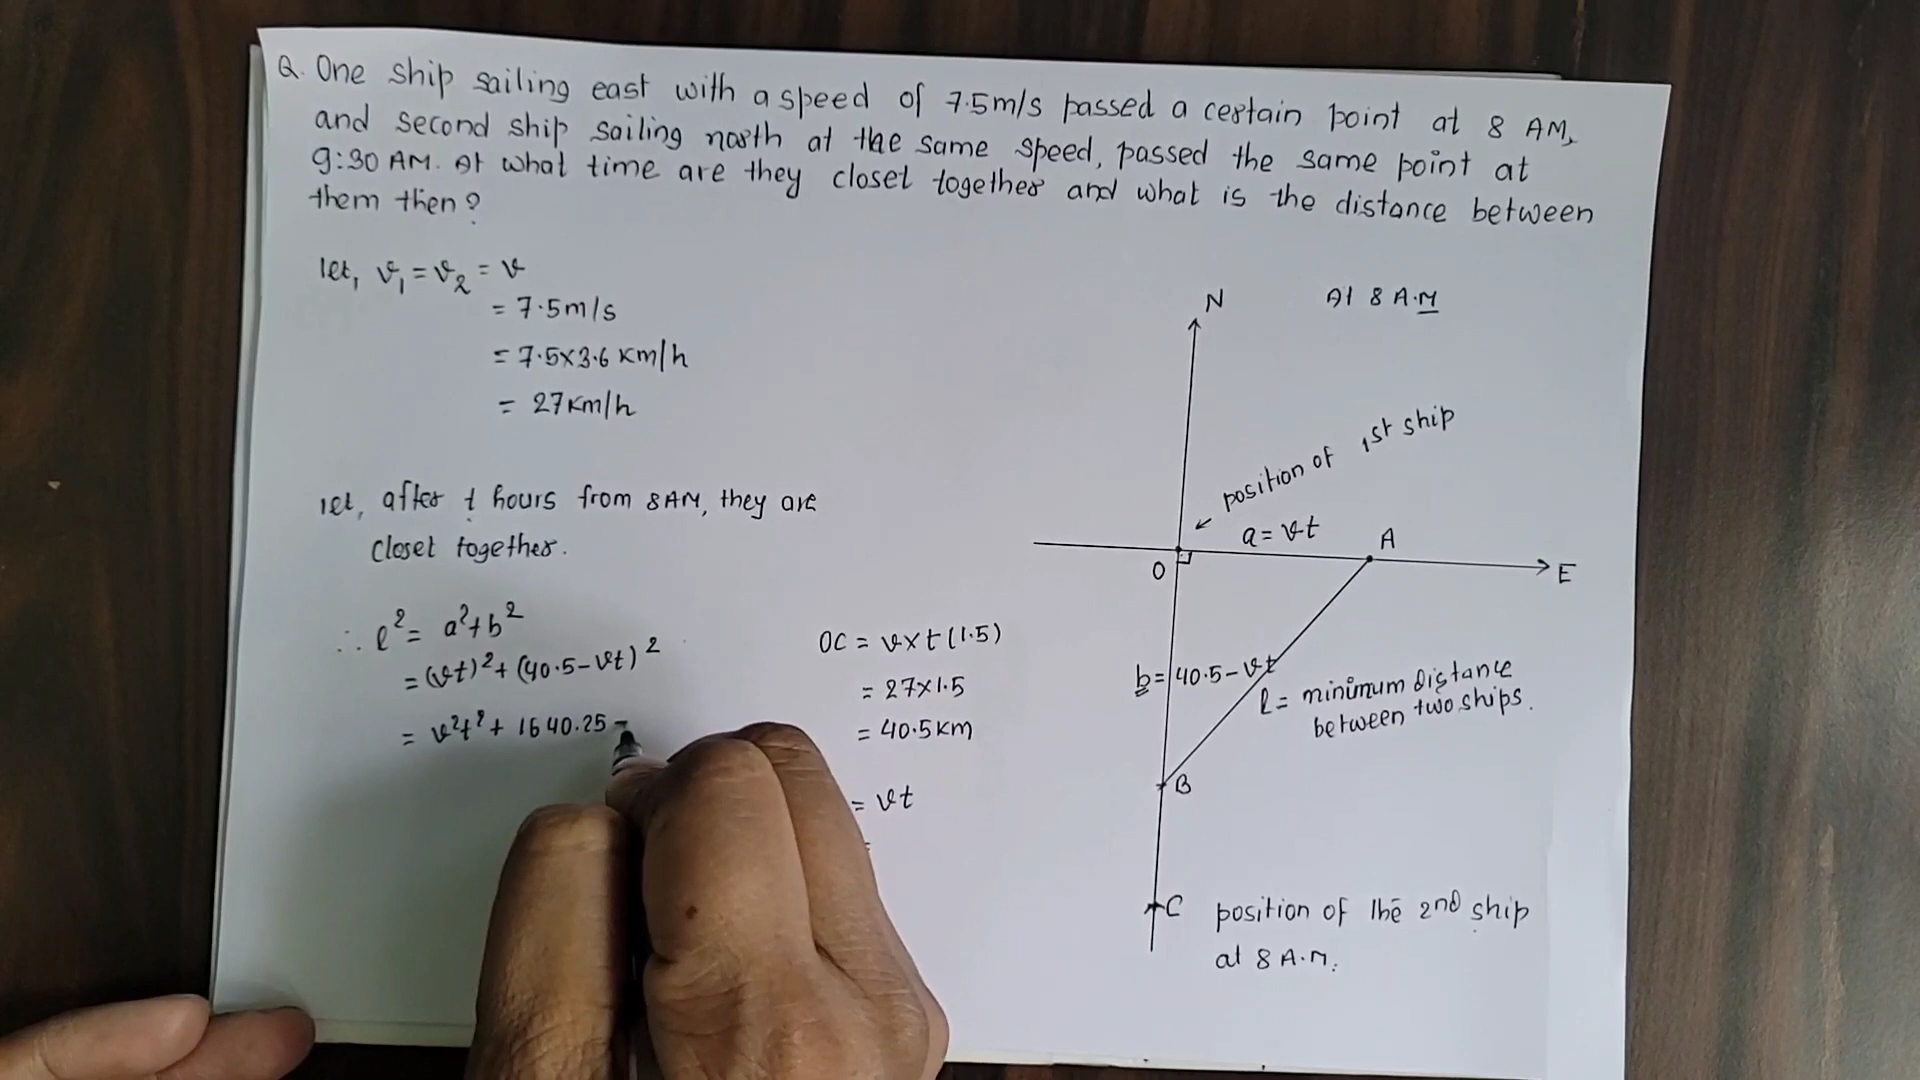 Q. One ship sailing east with a speed of 7.5m/s passed a certain point at 8 AM,
and second ship sailing north at the same speed, passed the same point at
9:30 AM. At what time are they closet together and what is the distance between
them then?
let, v₁ = v₂ = v
= 7.5m/s
= 7.5×3.6 km/h
= 27km/h
At 8 A.M
N
position of 1st ship
let, after t hours from 8AM, they are
closet together.
a = vt
A
O
E
∴ l² = a²+b²
= (vt)² + (40.5-vt)²
= v²t² + 1640.25 -
OC = v×t(1.5)
= 27×1.5
= 40.5km
= vt
=
b = 40.5-vt
l = minimum distance
between two ships.
B
C position of the 2nd ship
at 8 A.M.